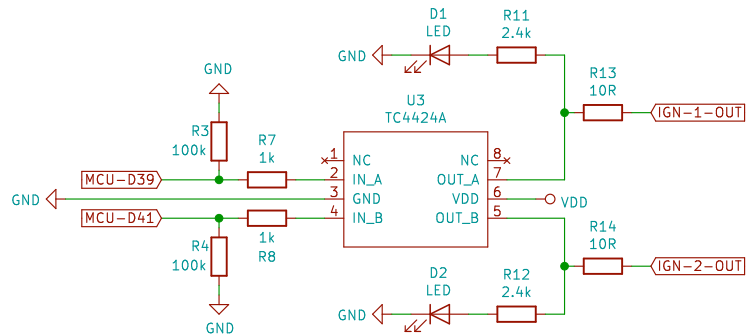 D1
LED
R11
2.4k
GND
GND
R13
10R
IGN-1-OUT
U3
TC4424A
R3
100k
R7
1k
1
NC
NC
8
MCU-D39
2
IN_A
OUT_A
7
GND
3
GND
VDD
6
VDD
MCU-D41
4
IN_B
OUT_B
5
R14
10R
1k
R8
R4
100k
IGN-2-OUT
D2
LED
R12
2.4k
GND
GND